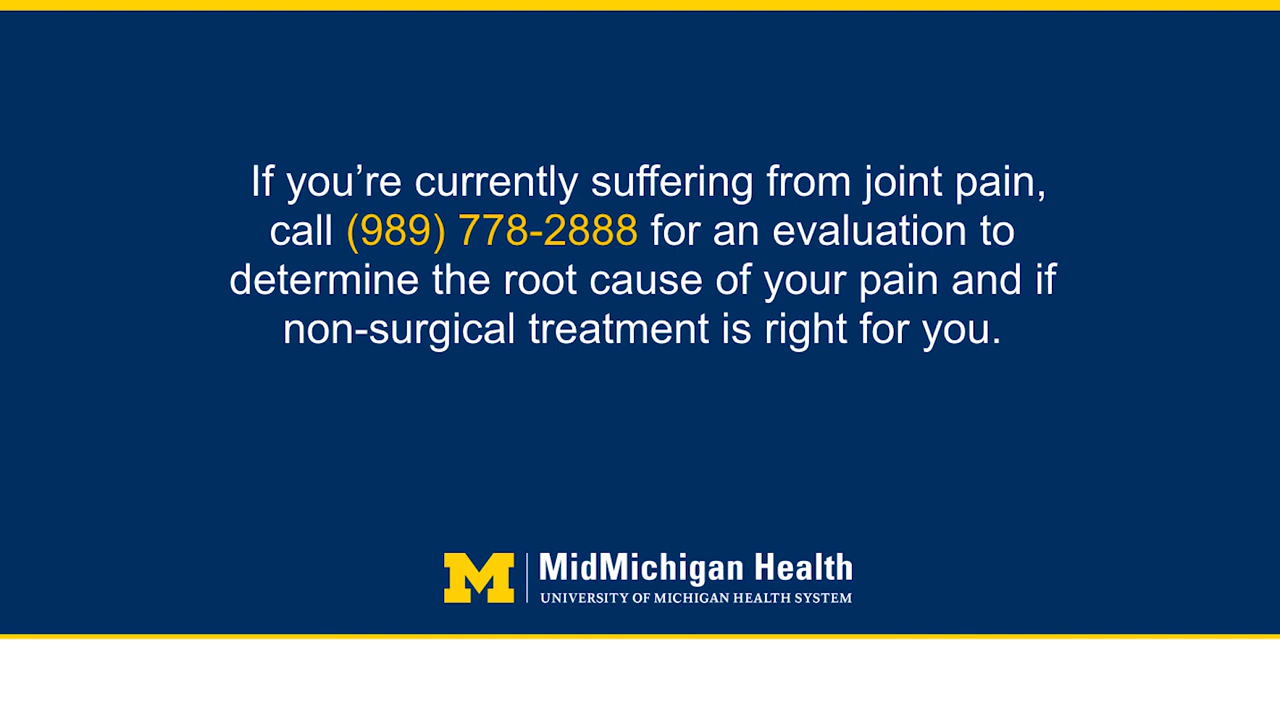 If you’re currently suffering from joint pain,
call (989) 778-2888 for an evaluation to
determine the root cause of your pain and if
non-surgical treatment is right for you.
M MidMichigan Health
UNIVERSITY OF MICHIGAN HEALTH SYSTEM